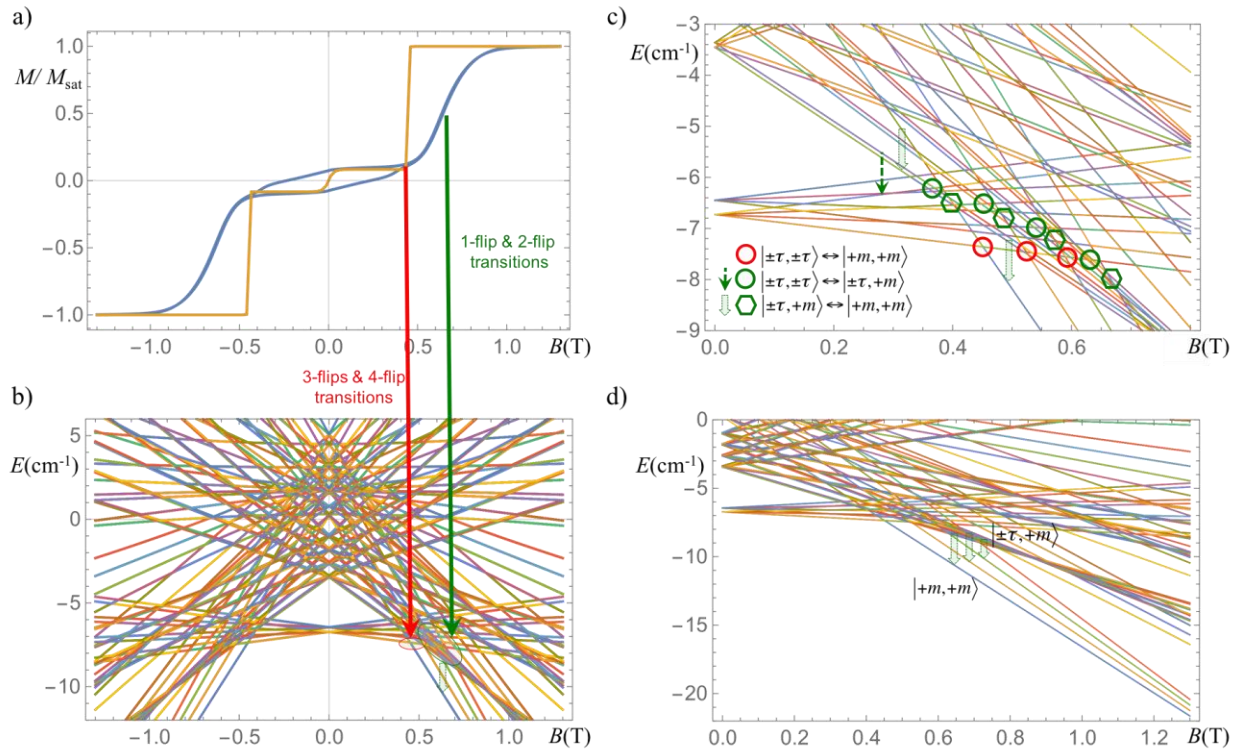 a)
1.0
M/ M_sat
0.5
0.0
-0.5
-1.0
-1.0
-0.5
0.0
0.5
1.0
B(T)
1-flip & 2-flip
transitions
3-flips & 4-flip
transitions
b)
5
E(cm⁻¹)
0
-5
-10
-1.0
-0.5
0.0
0.5
1.0
B(T)
c)
-3
E(cm⁻¹)
-4
-5
-6
-7
-8
-9
|±τ,±τ⟩↔|+m,+m⟩
|±τ,±τ⟩↔|±τ,+m⟩
|±τ,+m⟩↔|+m,+m⟩
0.0
0.2
0.4
0.6
B(T)
d)
0
E(cm⁻¹)
-5
-10
-15
-20
|±τ,+m⟩
|+m,+m⟩
0.0
0.2
0.4
0.6
0.8
1.0
1.2
B(T)